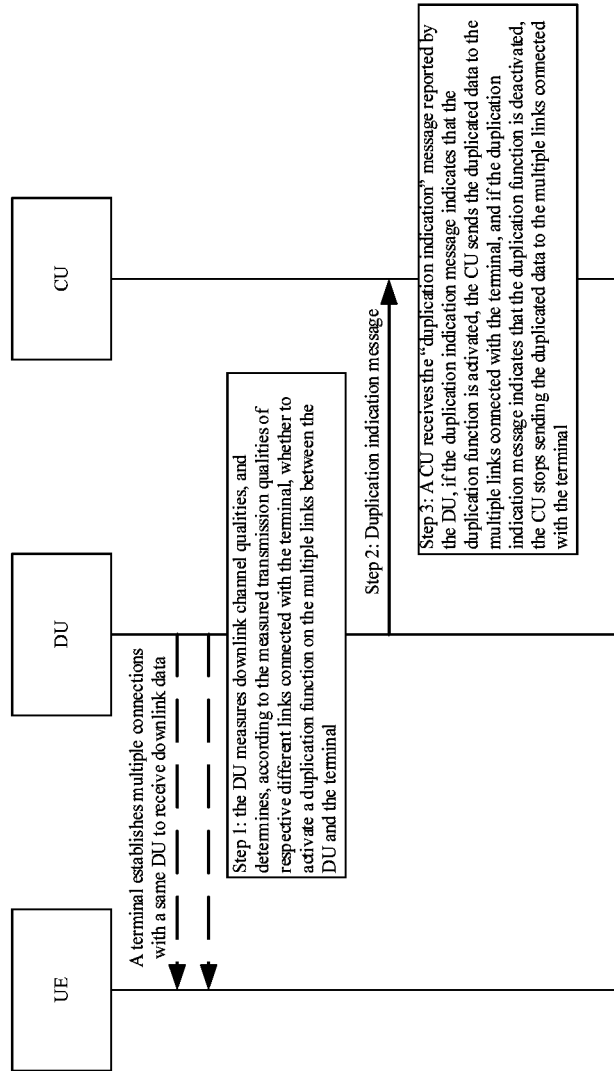 UE
DU
CU
A terminal establishes multiple connections
with a same DU to receive downlink data
Step 1: the DU measures downlink channel qualities, and
determines, according to the measured transmission qualities of
respective different links connected with the terminal, whether to
activate a duplication function on the multiple links between the
DU and the terminal
Step 2: Duplication indication message
Step 3: A CU receives the “duplication indication” message reported by
the DU, if the duplication indication message indicates that the
duplication function is activated, the CU sends the duplicated data to the
multiple links connected with the terminal, and if the duplication
indication message indicates that the duplication function is deactivated,
the CU stops sending the duplicated data to the multiple links connected
with the terminal